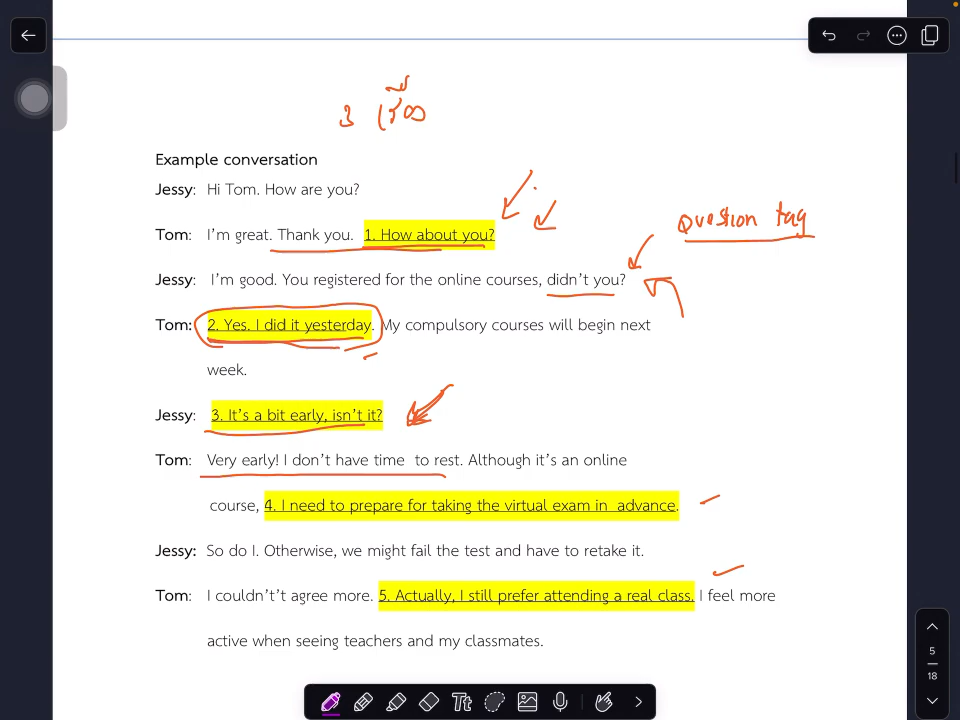 Example conversation
Jessy: Hi Tom. How are you?
Question tag
Tom: I'm great. Thank you. 1. How about you?
Jessy: I'm good. You registered for the online courses, didn't you?
Tom: 2. Yes. I did it yesterday. My compulsory courses will begin next
week.
Jessy: 3. It's a bit early, isn't it?
Tom: Very early! I don't have time to rest. Although it's an online
course, 4. I need to prepare for taking the virtual exam in advance.
Jessy: So do I. Otherwise, we might fail the test and have to retake it.
Tom: I couldn't't agree more. 5. Actually, I still prefer attending a real class. I feel more
active when seeing teachers and my classmates.
5
18
Tt